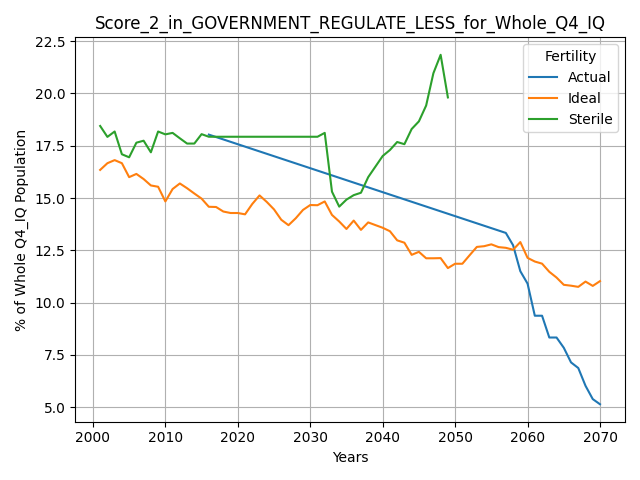 Score_2_in_GOVERNMENT_REGULATE_LESS_for_Whole_Q4_IQ
22.5
20.0
17.5
15.0
12.5
10.0
7.5
5.0
% of Whole Q4_IQ Population
Fertility
Actual
Ideal
Sterile
2000 2010 2020 2030 2040 2050 2060 2070
Years